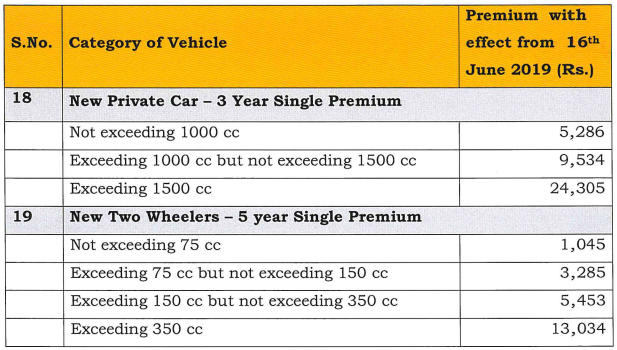 S.No. Category of Vehicle Premium with effect from 16th June 2019 (Rs.)
18 New Private Car – 3 Year Single Premium
Not exceeding 1000 cc 5,286
Exceeding 1000 cc but not exceeding 1500 cc 9,534
Exceeding 1500 cc 24,305
19 New Two Wheelers – 5 year Single Premium
Not exceeding 75 cc 1,045
Exceeding 75 cc but not exceeding 150 cc 3,285
Exceeding 150 cc but not exceeding 350 cc 5,453
Exceeding 350 cc 13,034